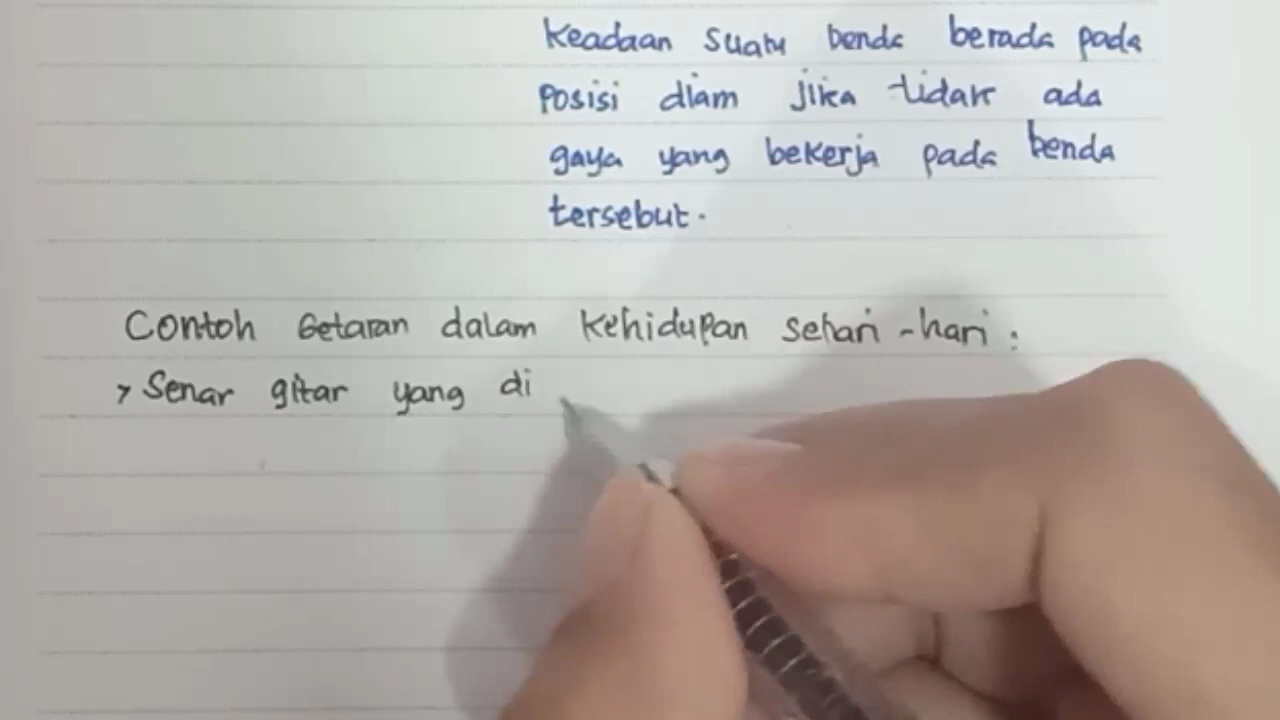 Keadaan suatu benda berada pada
posisi diam jika tidak ada
gaya yang bekerja pada benda
tersebut.
Contoh Getaran dalam kehidupan sehari-hari :
> Senar gitar yang di